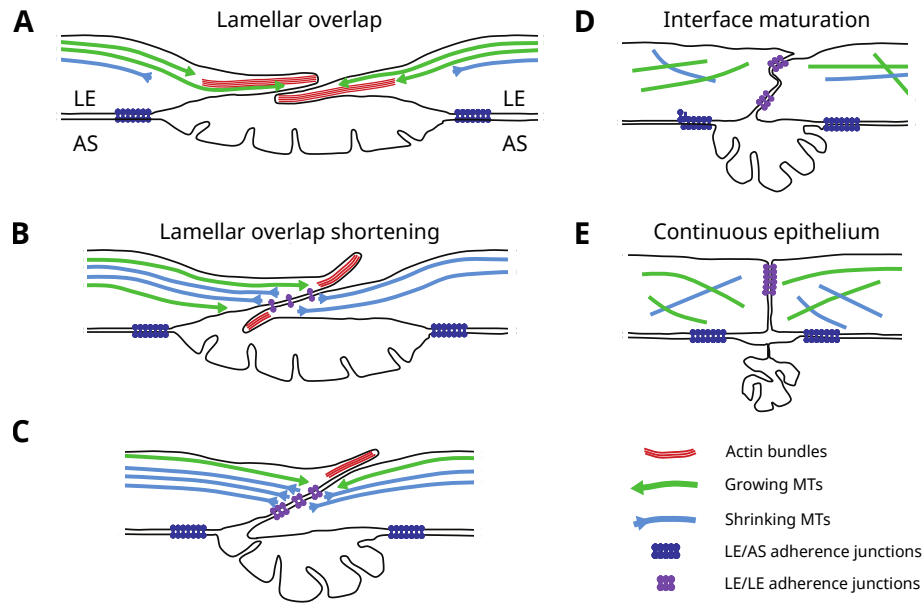 A
Lamellar overlap
LE
LE
AS
AS
B
Lamellar overlap shortening
C
D
Interface maturation
E
Continuous epithelium
Actin bundles
Growing MTs
Shrinking MTs
LE/AS adherence junctions
LE/LE adherence junctions